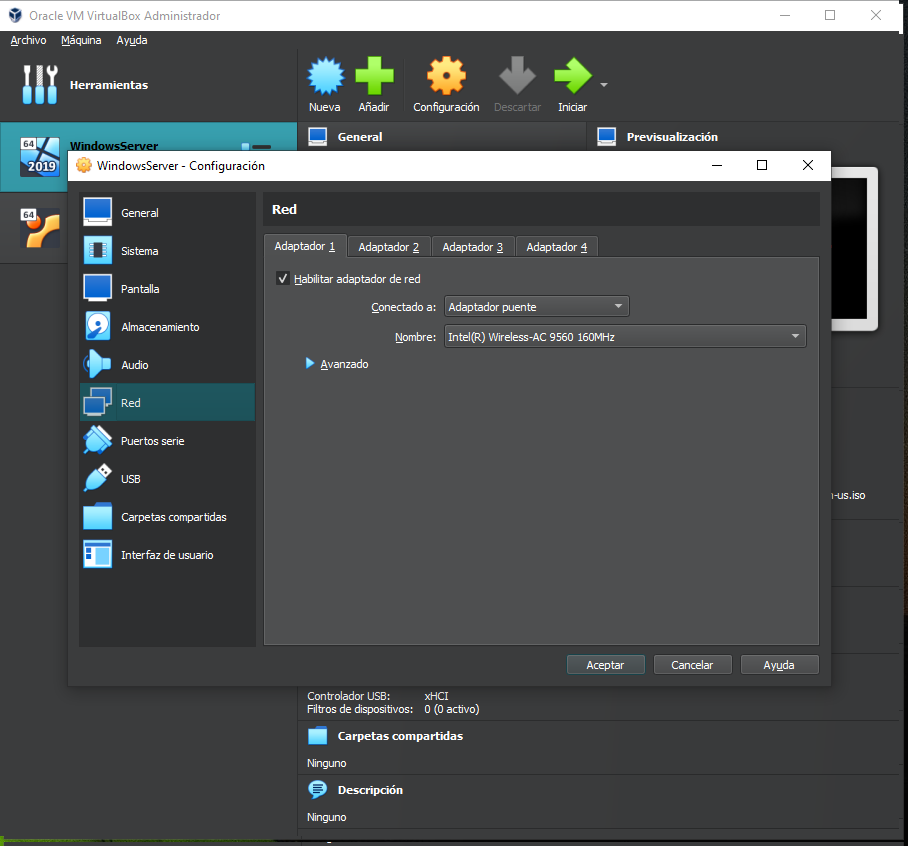 Oracle VM VirtualBox Administrador
Archivo Máquina Ayuda
Herramientas
Nueva Añadir Configuración Descartar Iniciar
64 2019 WindowsServer
General
Previsualización
64
WindowsServer - Configuración
General
Sistema
Pantalla
Almacenamiento
Audio
Red
Puertos serie
USB
Carpetas compartidas
Interfaz de usuario
Red
Adaptador 1 Adaptador 2 Adaptador 3 Adaptador 4
Habilitar adaptador de red
Conectado a: Adaptador puente
Nombre: Intel(R) Wireless-AC 9560 160MHz
Avanzado
Aceptar Cancelar Ayuda
-us.iso
Controlador USB: xHCI
Filtros de dispositivos: 0 (0 activo)
Carpetas compartidas
Ninguno
Descripción
Ninguno